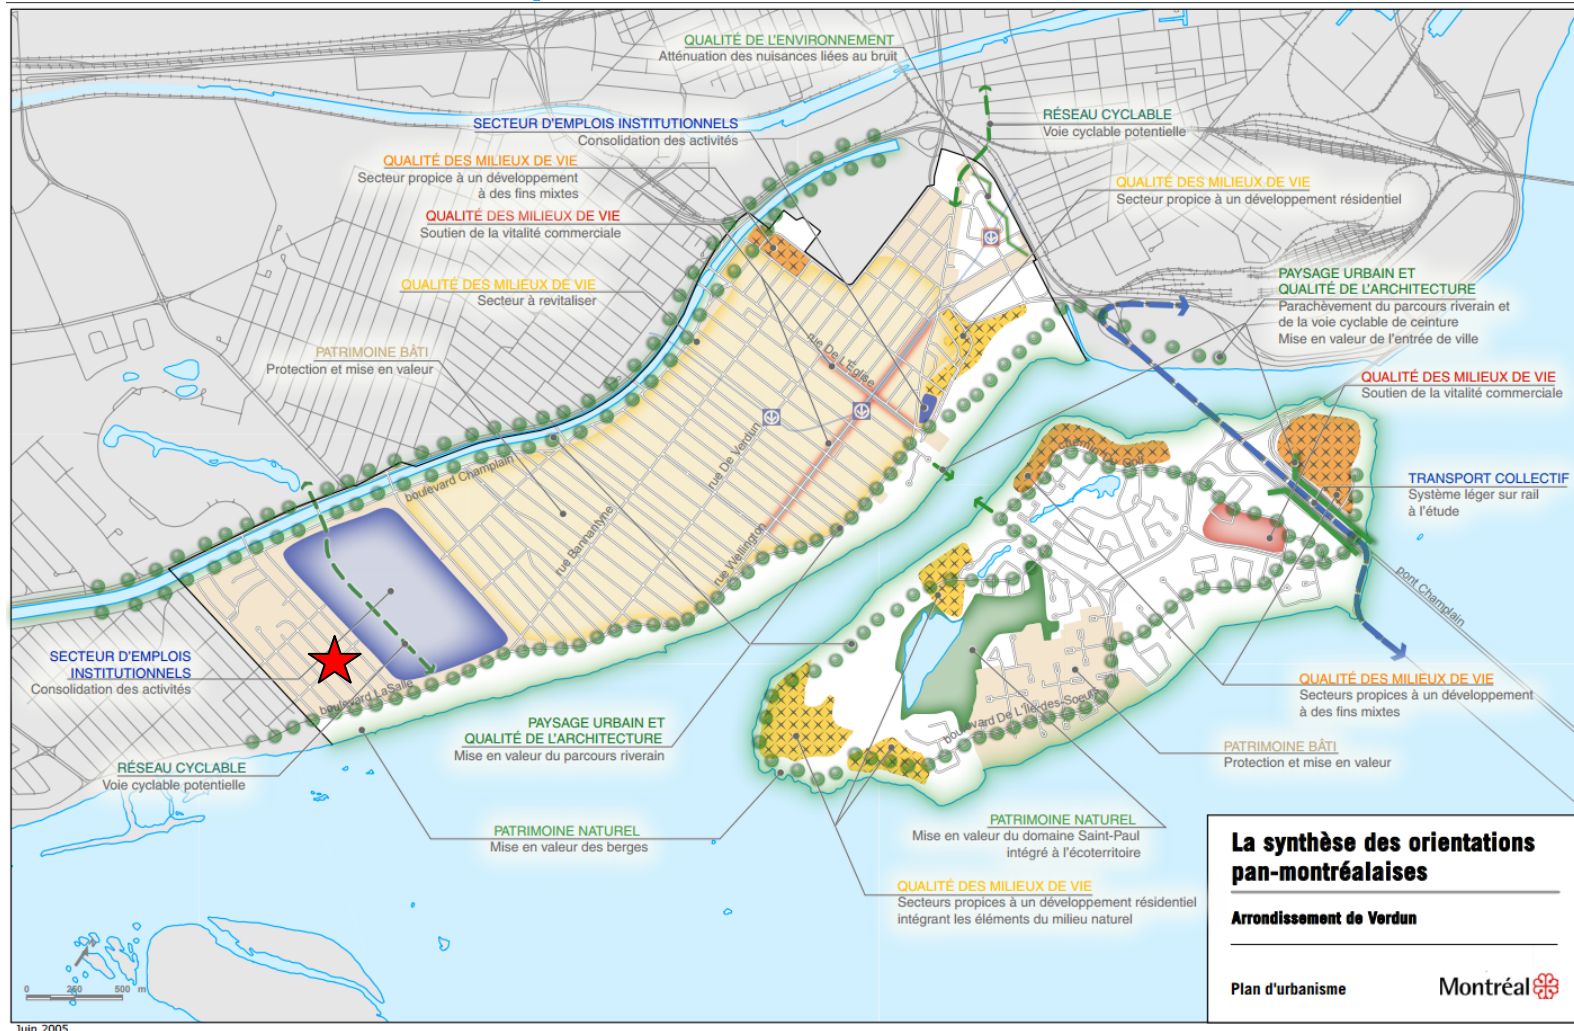 QUALITÉ DE L'ENVIRONNEMENT
Atténuation des nuisances liées au bruit
SECTEUR D'EMPLOIS INSTITUTIONNELS
Consolidation des activités
RÉSEAU CYCLABLE
Voie cyclable potentielle
QUALITÉ DES MILIEUX DE VIE
Secteur propice à un développement
à des fins mixtes
QUALITÉ DES MILIEUX DE VIE
Secteur propice à un développement résidentiel
QUALITÉ DES MILIEUX DE VIE
Soutien de la vitalité commerciale
QUALITÉ DES MILIEUX DE VIE
Secteur à revitaliser
PAYSAGE URBAIN ET
QUALITÉ DE L'ARCHITECTURE
Parachèvement du parcours riverain et
de la voie cyclable de ceinture
Mise en valeur de l'entrée de ville
PATRIMOINE BÂTI
Protection et mise en valeur
rue De L'Église
QUALITÉ DES MILIEUX DE VIE
Soutien de la vitalité commerciale
rue De Verdun
boulevard Champlain
rue Bannantyne
rue Wellington
TRANSPORT COLLECTIF
Système léger sur rail
à l'étude
pont Champlain
SECTEUR D'EMPLOIS
INSTITUTIONNELS
Consolidation des activités
boulevard LaSalle
boulevard De L'Île-des-Soeurs
QUALITÉ DES MILIEUX DE VIE
Secteurs propices à un développement
à des fins mixtes
PAYSAGE URBAIN ET
QUALITÉ DE L'ARCHITECTURE
Mise en valeur du parcours riverain
PATRIMOINE BÂTI
Protection et mise en valeur
RÉSEAU CYCLABLE
Voie cyclable potentielle
PATRIMOINE NATUREL
Mise en valeur des berges
PATRIMOINE NATUREL
Mise en valeur du domaine Saint-Paul
intégré à l'écoterritoire
QUALITÉ DES MILIEUX DE VIE
Secteurs propices à un développement résidentiel
intégrant les éléments du milieu naturel
La synthèse des orientations
pan-montréalaises
Arrondissement de Verdun
Plan d'urbanisme
Montréal
0 250 500 m
Juin 2005